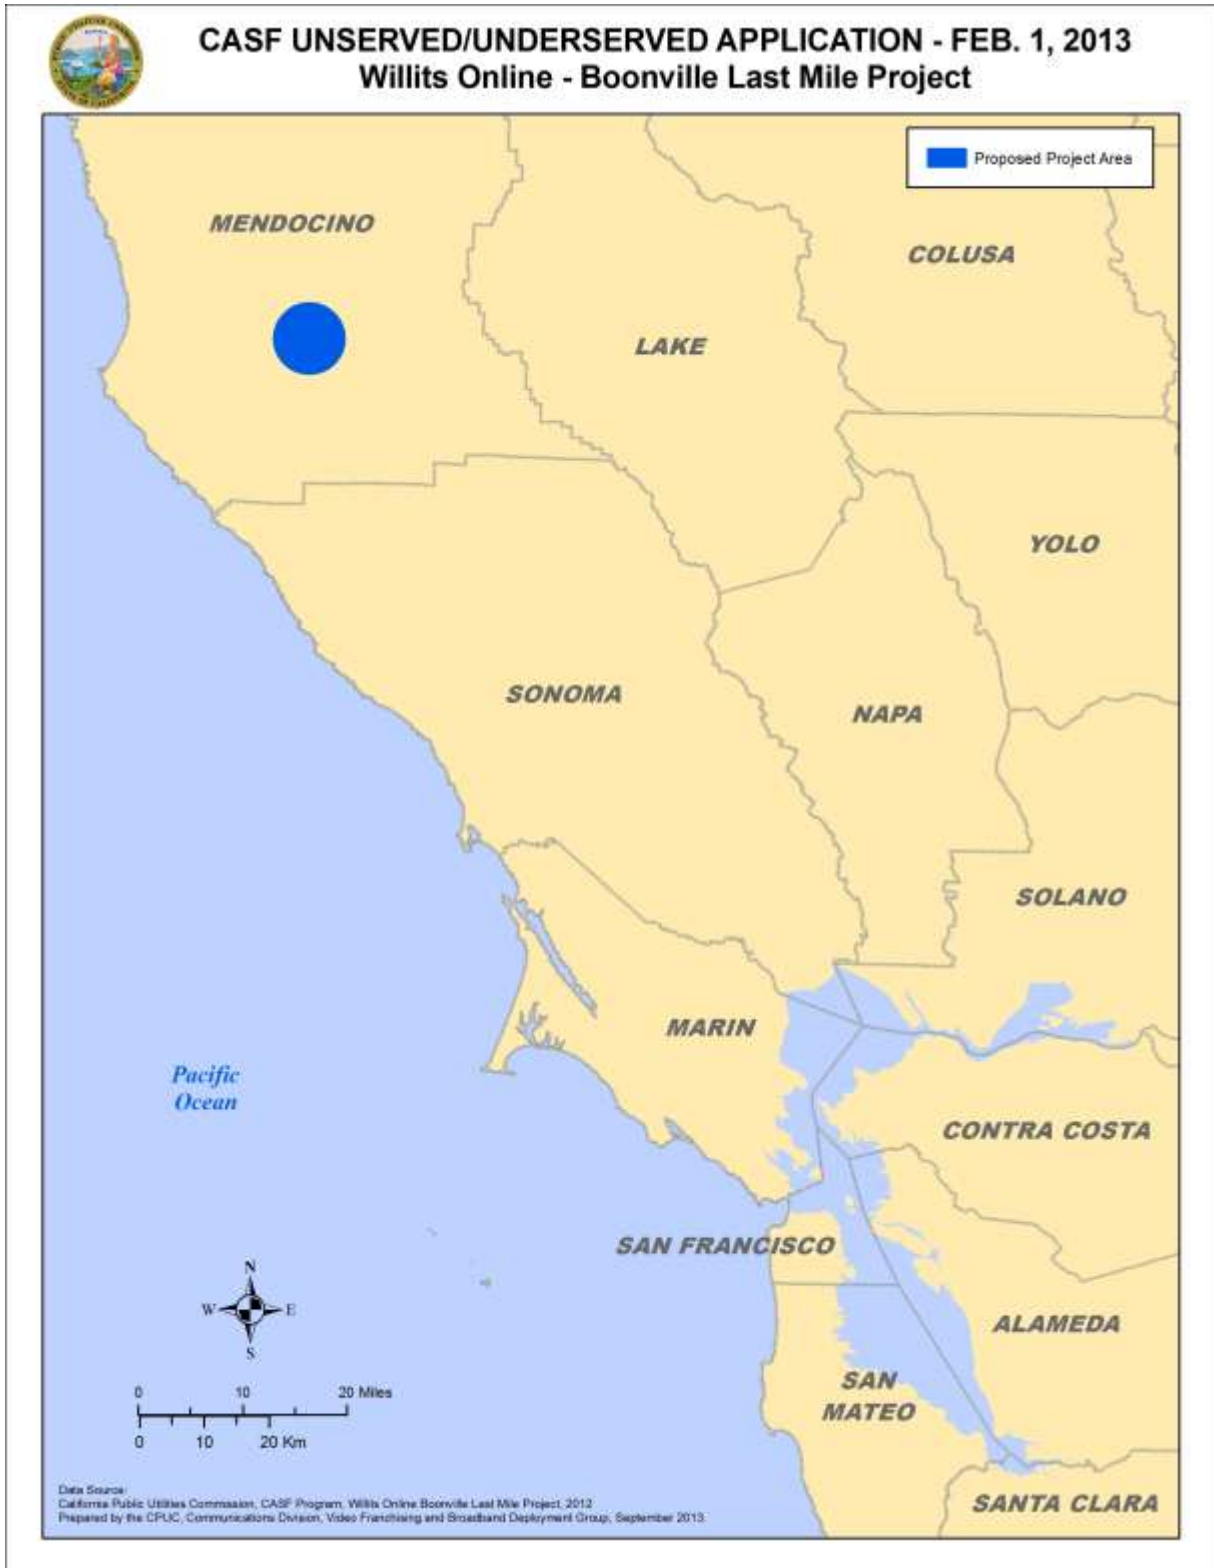 CASF UNSERVED/UNDERSERVED APPLICATION - FEB. 1, 2013
Willits Online - Boonville Last Mile Project
Proposed Project Area
MENDOCINO
COLUSA
LAKE
YOLO
SONOMA
NAPA
SOLANO
MARIN
Pacific
Ocean
CONTRA COSTA
SAN FRANCISCO
N
W E
S
ALAMEDA
SAN
MATEO
0 10 20 Miles
0 10 20 Km
Data Source:
California Public Utilities Commission, CASF Program, Willits Online Boonville Last Mile Project, 2012
Prepared by the CPUC, Communications Division, Video Franchising and Broadband Deployment Group, September 2013
SANTA CLARA